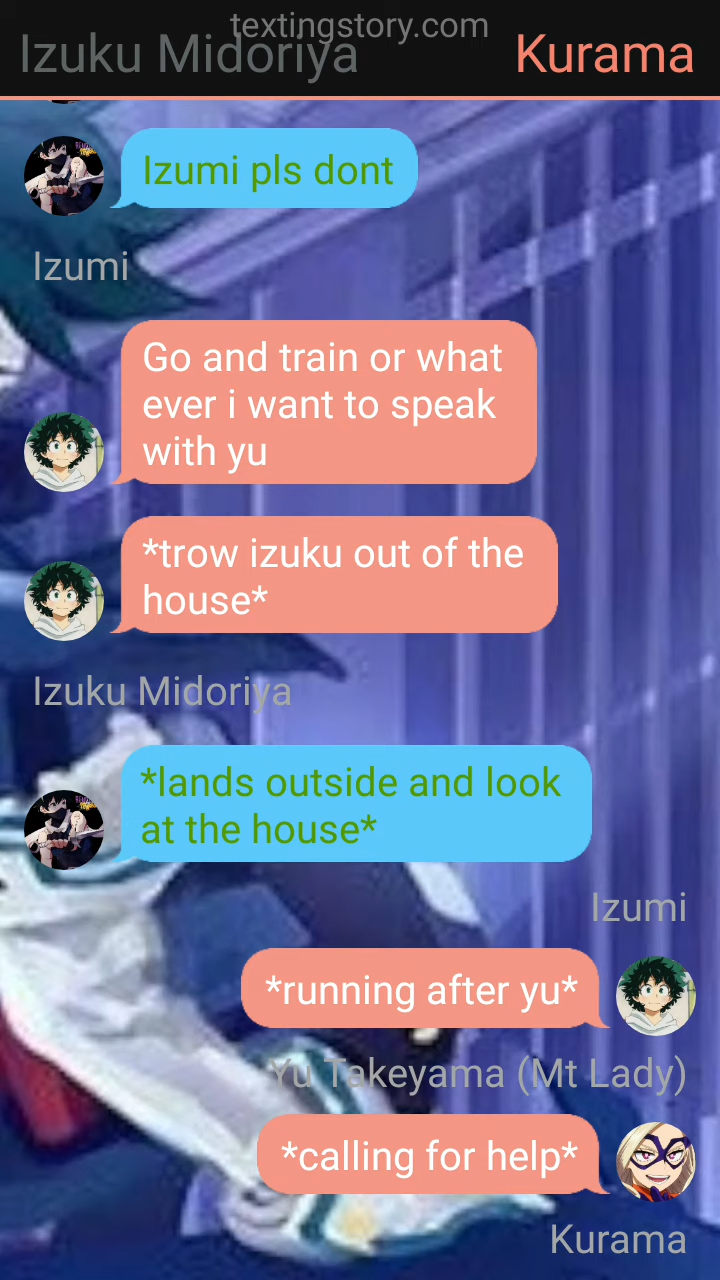 textingstory.com
Izuku Midoriya
Kurama
Izumi pls dont
Izumi
Go and train or what
ever i want to speak
with yu
*trow izuku out of the
house*
Izuku Midoriya
*lands outside and look
at the house*
Izumi
*running after yu*
Yu Takeyama (Mt Lady)
*calling for help*
Kurama